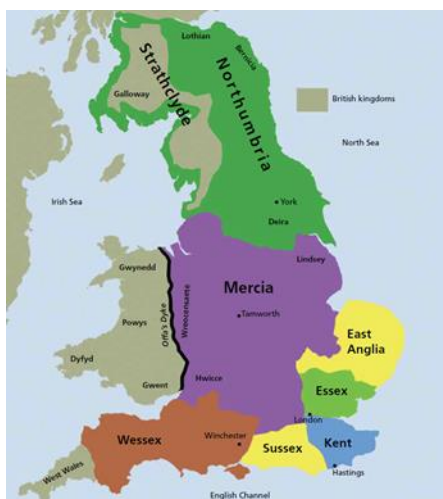 Lothian
Bernicia
Strathclyde
Northumbria
Galloway
British kingdoms
North Sea
Irish Sea
York
Deira
Lindsey
Gwynedd
Offa's Dyke
Wreocensaete
Mercia
Powys
Tamworth
East
Anglia
Dyfyd
Gwent
Hwicce
Essex
London
Wessex
Winchester
Sussex
Kent
West Wales
Hastings
English Channel